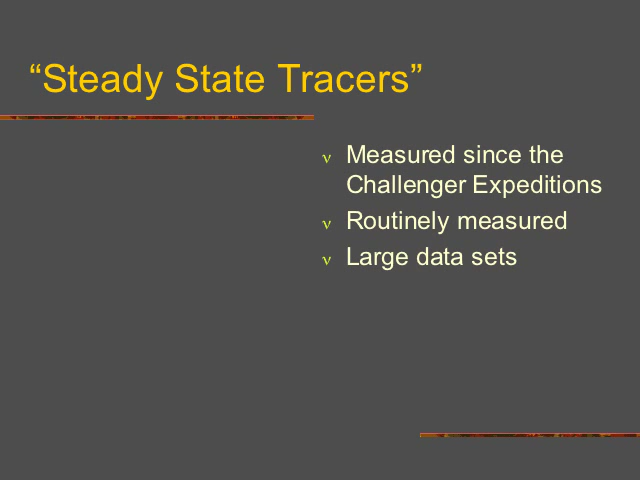 “Steady State Tracers”
ν Measured since the
Challenger Expeditions
ν Routinely measured
ν Large data sets